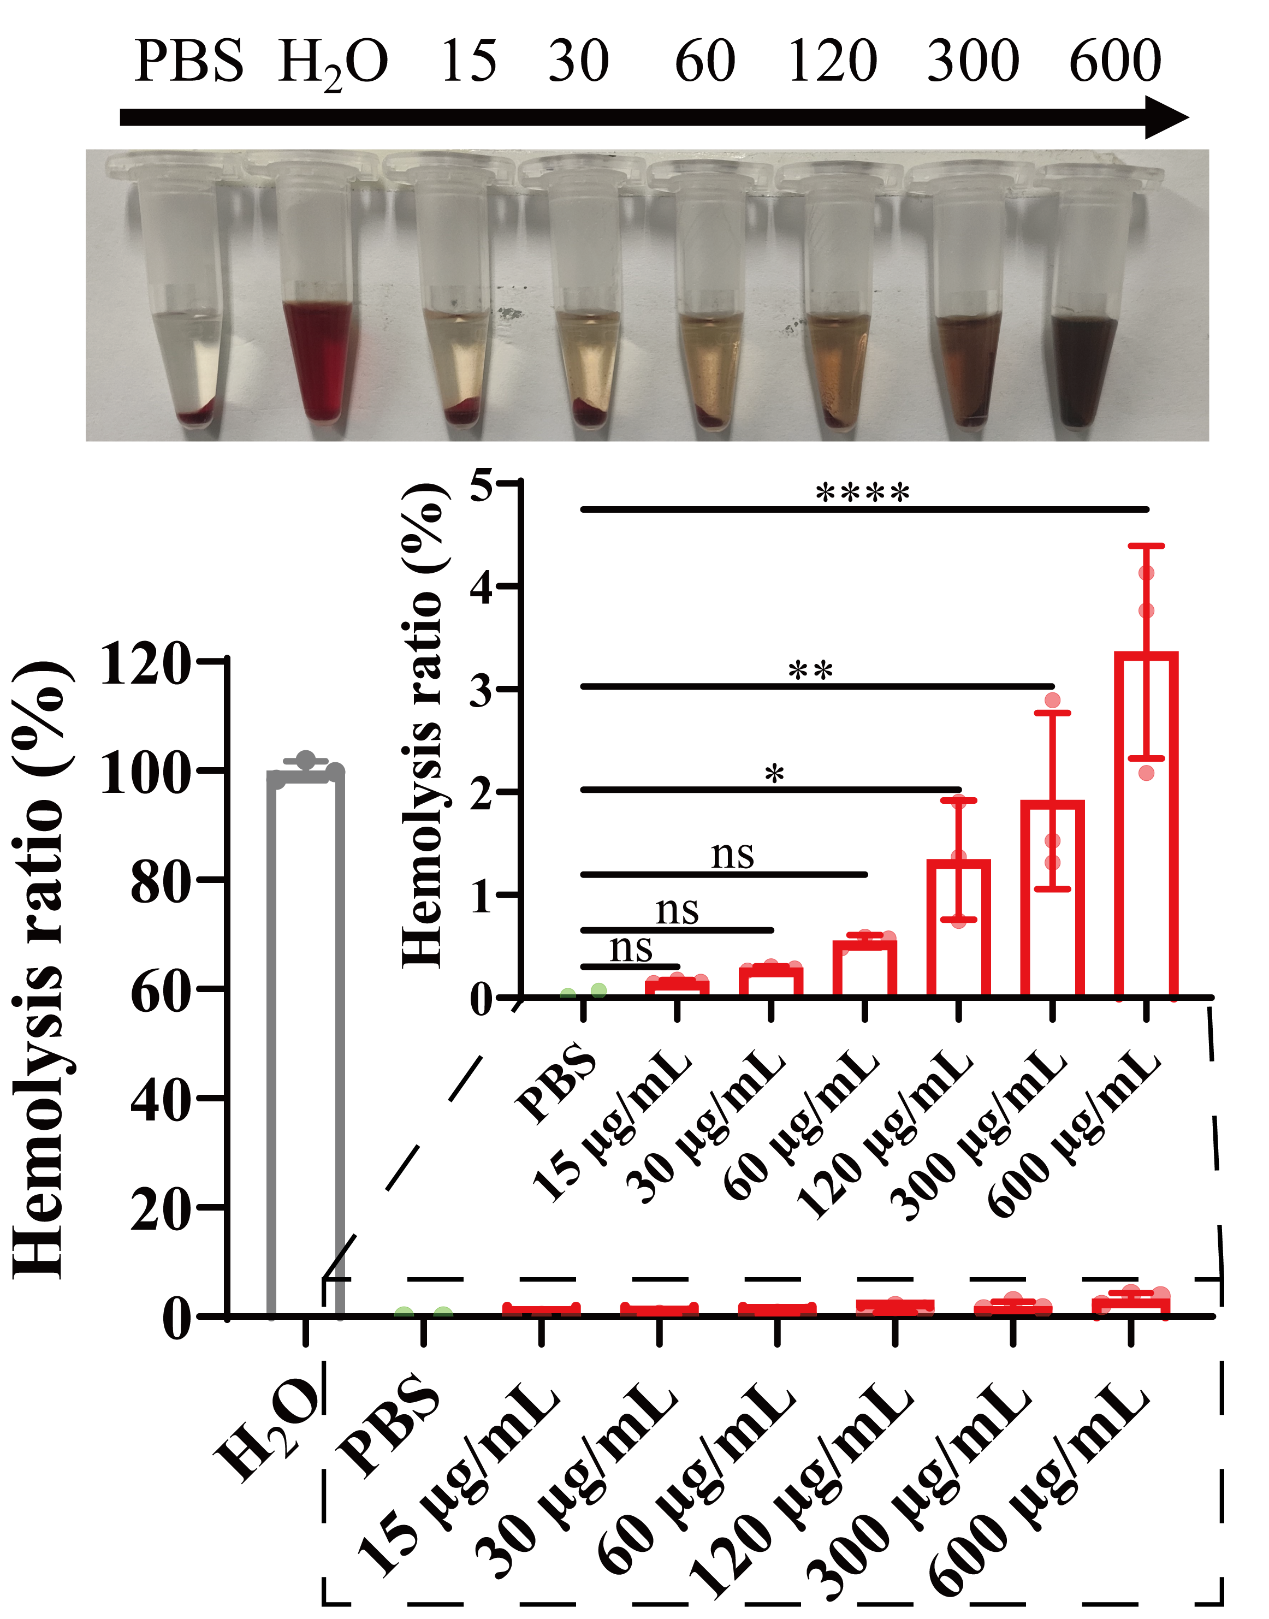 PBS H₂O 15 30 60 120 300 600
Hemolysis ratio (%)
5
4
3
2
1
0
****
**
*
ns
ns
ns
PBS
15 µg/mL
30 µg/mL
60 µg/mL
120 µg/mL
300 µg/mL
600 µg/mL
Hemolysis ratio (%)
120
100
80
60
40
20
0
H₂O
PBS
15 µg/mL
30 µg/mL
60 µg/mL
120 µg/mL
300 µg/mL
600 µg/mL